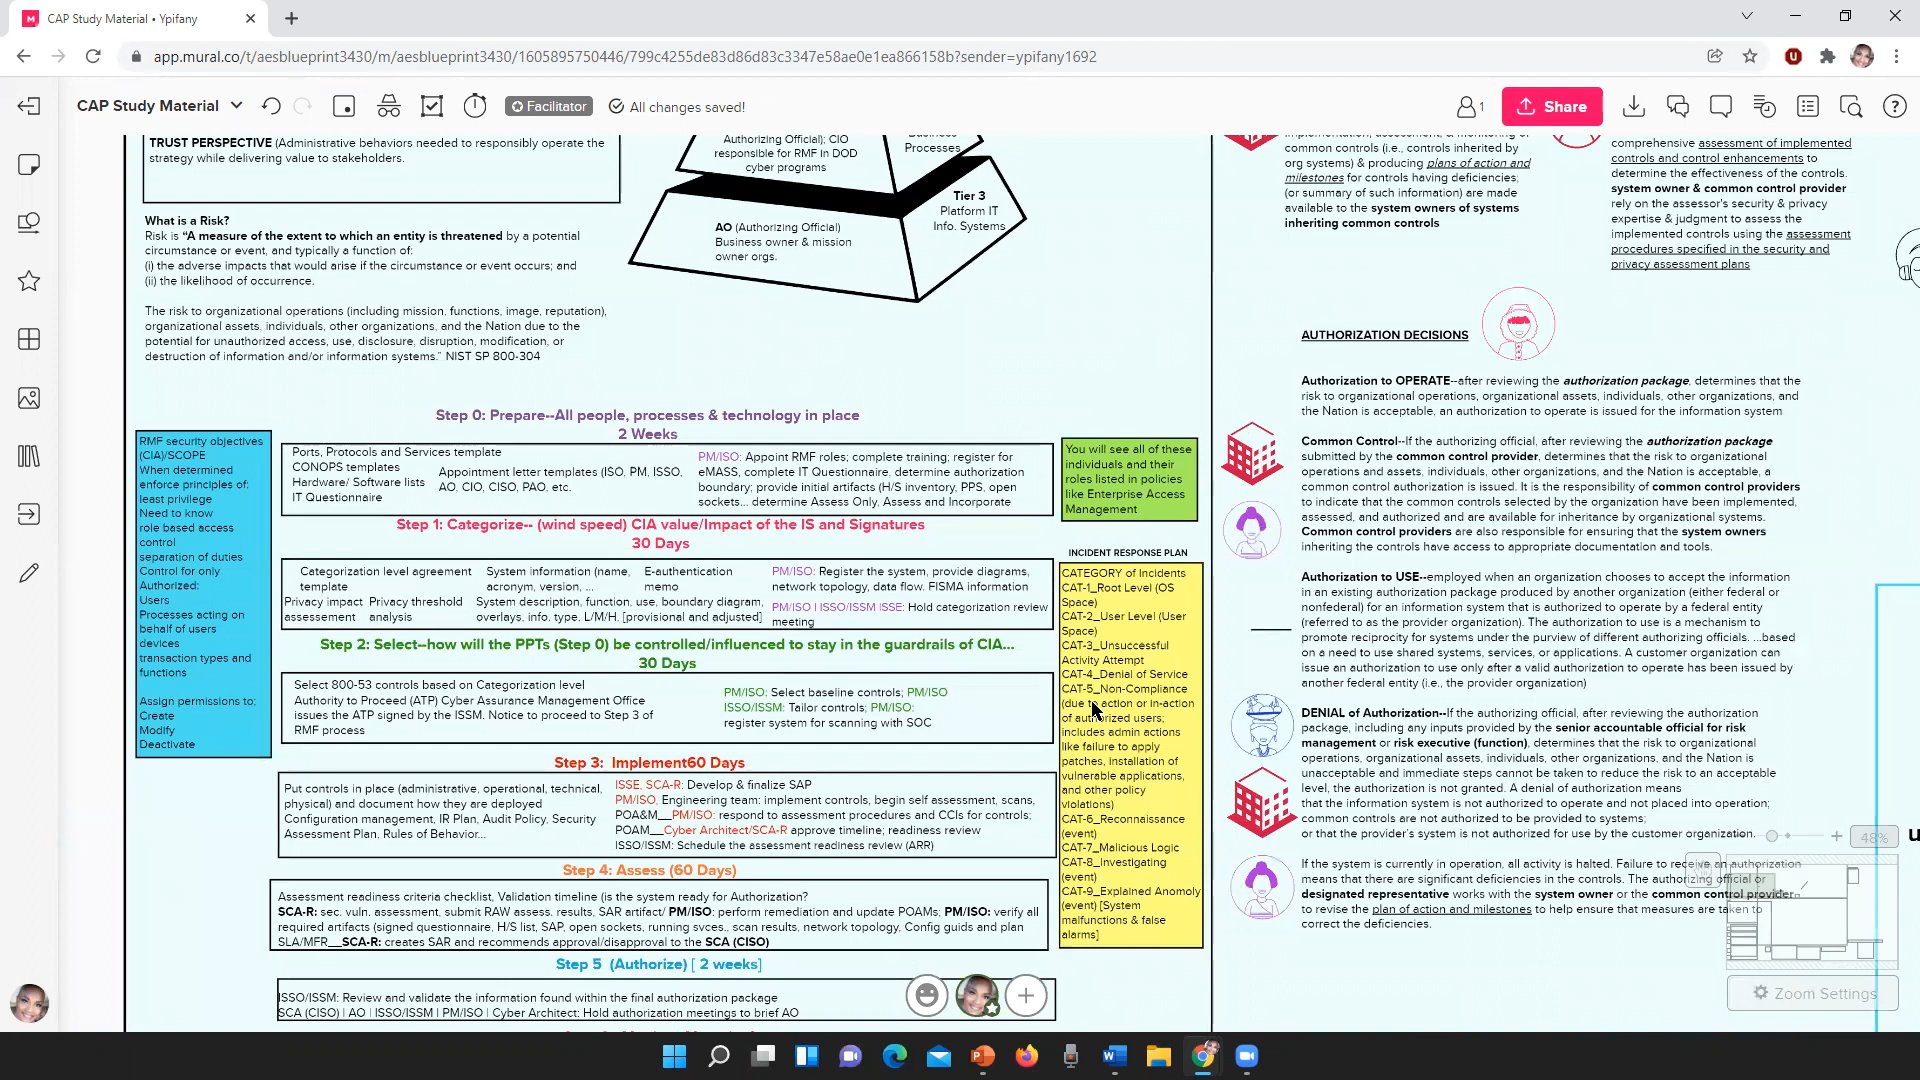 CAP Study Material • Ypifany
app.mural.co/t/aesblueprint3430/m/aesblueprint3430/1605895750446/799c4255de83d86d83c3347e58ae0e1ea866158b?sender=ypifany1692
CAP Study Material
Facilitator
All changes saved!
1
Share
TRUST PERSPECTIVE (Administrative behaviors needed to responsibly operate the
strategy while delivering value to stakeholders.
What is a Risk?
Risk is “A measure of the extent to which an entity is threatened by a potential
circumstance or event, and typically a function of:
(i) the adverse impacts that would arise if the circumstance or event occurs; and
(ii) the likelihood of occurrence.
The risk to organizational operations (including mission, functions, image, reputation),
organizational assets, individuals, other organizations, and the Nation due to the
potential for unauthorized access, use, disclosure, disruption, modification, or
destruction of information and/or information systems.” NIST SP 800-304
Authorizing Official); CIO
responsible for RMF in DOD
cyber programs
Business
Processes
Tier 3
Platform IT
Info. Systems
AO (Authorizing Official)
Business owner & mission
owner orgs.
RMF security objectives
(CIA)/SCOPE
When determined
enforce principles of:
least privilege
Need to know
role based access
control
separation of duties
Control for only
Authorized:
Users
Processes acting on
behalf of users
devices
transaction types and
functions
Assign permissions to;
Create
Modify
Deactivate
Step 0: Prepare--All people, processes & technology in place
2 Weeks
Ports, Protocols and Services template
CONOPS templates
Hardware/ Software lists
IT Questionnaire
Appointment letter templates (ISO, PM, ISSO,
AO, CIO, CISO, PAO, etc.
PM/ISO: Appoint RMF roles; complete training; register for
eMASS, complete IT Questionnaire, determine authorization
boundary; provide initial artifacts (H/S inventory, PPS, open
sockets... determine Assess Only, Assess and Incorporate
Step 1: Categorize-- (wind speed) CIA value/Impact of the IS and Signatures
30 Days
Categorization level agreement
template
System information (name,
acronym, version, ...
E-authentication
memo
Privacy impact
assessment
Privacy threshold
analysis
System description, function, use, boundary diagram,
overlays, info. type, L/M/H. [provisional and adjusted]
PM/ISO: Register the system, provide diagrams,
network topology, data flow. FISMA information
PM/ISO | ISSO/ISSM |SSE: Hold categorization review
meeting
Step 2: Select--how will the PPTs (Step 0) be controlled/influenced to stay in the guardrails of CIA...
30 Days
Select 800-53 controls based on Categorization level
Authority to Proceed (ATP) Cyber Assurance Management Office
issues the ATP signed by the ISSM. Notice to proceed to Step 3 of
RMF process
PM/ISO: Select baseline controls; PM/ISO
ISSO/ISSM: Tailor controls; PM/ISO:
register system for scanning with SOC
Step 3: Implement60 Days
Put controls in place (administrative, operational, technical,
physical) and document how they are deployed
Configuration management, IR Plan, Audit Policy, Security
Assessment Plan, Rules of Behavior...
ISSE, SCA-R: Develop & finalize SAP
PM/ISO, Engineering team: implement controls, begin self assessment, scans,
POA&M__PM/ISO: respond to assessment procedures and CCIs for controls;
POAM__Cyber Architect/SCA-R approve timeline; readiness review
ISSO/ISSM: Schedule the assessment readiness review (ARR)
Step 4: Assess (60 Days)
Assessment readiness criteria checklist, Validation timeline (is the system ready for Authorization?
SCA-R: sec. vuln. assessment, submit RAW assess. results, SAR artifact/ PM/ISO: perform remediation and update POAMs; PM/ISO: verify all
required artifacts (signed questionnaire, H/S list, SAP, open sockets, running svces.. scan results, network topology, Config guides and plan
SLA/MFR__SCA-R: creates SAR and recommends approval/disapproval to the SCA (CISO)
Step 5 (Authorize) [ 2 weeks]
ISSO/ISSM: Review and validate the information found within the final authorization package
SCA (CISO) | AO | ISSO/ISSM | PM/ISO | Cyber Architect: Hold authorization meetings to brief AO
You will see all of these
individuals and their
roles listed in policies
like Enterprise Access
Management
INCIDENT RESPONSE PLAN
CATEGORY of Incidents
CAT-1_Root Level (OS
Space)
CAT-2_User Level (User
Space)
CAT-3_Unsuccessful
Activity Attempt
CAT-4_Denial of Service
CAT-5_Non-Compliance
(due to action or in-action
of authorized users;
includes admin actions
like failure to apply
patches, installation of
vulnerable applications,
and other policy
violations)
CAT-6_Reconnaissance
(event)
CAT-7_Malicious Logic
CAT-8_Investigating
(event)
CAT-9_Explained Anomoly
(event) [System
malfunctions & false
alarms]
common controls (i.e., controls inherited by
org systems) & producing plans of action and
milestones for controls having deficiencies;
(or summary of such information) are made
available to the system owners of systems
inheriting common controls
comprehensive assessment of implemented
controls and control enhancements to
determine the effectiveness of the controls.
system owner & common control provider
rely on the assessor's security & privacy
expertise & judgment to assess the
implemented controls using the assessment
procedures specified in the security and
privacy assessment plans
AUTHORIZATION DECISIONS
Authorization to OPERATE--after reviewing the authorization package, determines that the
risk to organizational operations, organizational assets, individuals, other organizations, and
the Nation is acceptable, an authorization to operate is issued for the information system
Common Control--If the authorizing official, after reviewing the authorization package
submitted by the common control provider, determines that the risk to organizational
operations and assets, individuals, other organizations, and the Nation is acceptable, a
common control authorization is issued. It is the responsibility of common control providers
to indicate that the common controls selected by the organization have been implemented,
assessed, and authorized and are available for inheritance by organizational systems.
Common control providers are also responsible for ensuring that the system owners
inheriting the controls have access to appropriate documentation and tools.
Authorization to USE--employed when an organization chooses to accept the information
in an existing authorization package produced by another organization (either federal or
nonfederal) for an information system that is authorized to operate by a federal entity
(referred to as the provider organization). The authorization to use is a mechanism to
promote reciprocity for systems under the purview of different authorizing officials. ...based
on a need to use shared systems, services, or applications. A customer organization can
issue an authorization to use only after a valid authorization to operate has been issued by
another federal entity (i.e., the provider organization)
DENIAL of Authorization--If the authorizing official, after reviewing the authorization
package, including any inputs provided by the senior accountable official for risk
management or risk executive (function), determines that the risk to organizational
operations, organizational assets, individuals, other organizations, and the Nation is
unacceptable and immediate steps cannot be taken to reduce the risk to an acceptable
level, the authorization is not granted. A denial of authorization means
that the information system is not authorized to operate and not placed into operation;
common controls are not authorized to be provided to systems;
or that the provider's system is not authorized for use by the customer organization.
If the system is currently in operation, all activity is halted. Failure to receive an authorization
means that there are significant deficiencies in the controls. The authorizing official or
designated representative works with the system owner or the common control provider
to revise the plan of action and milestones to help ensure that measures are taken to
correct the deficiencies.
48%
Zoom Settings